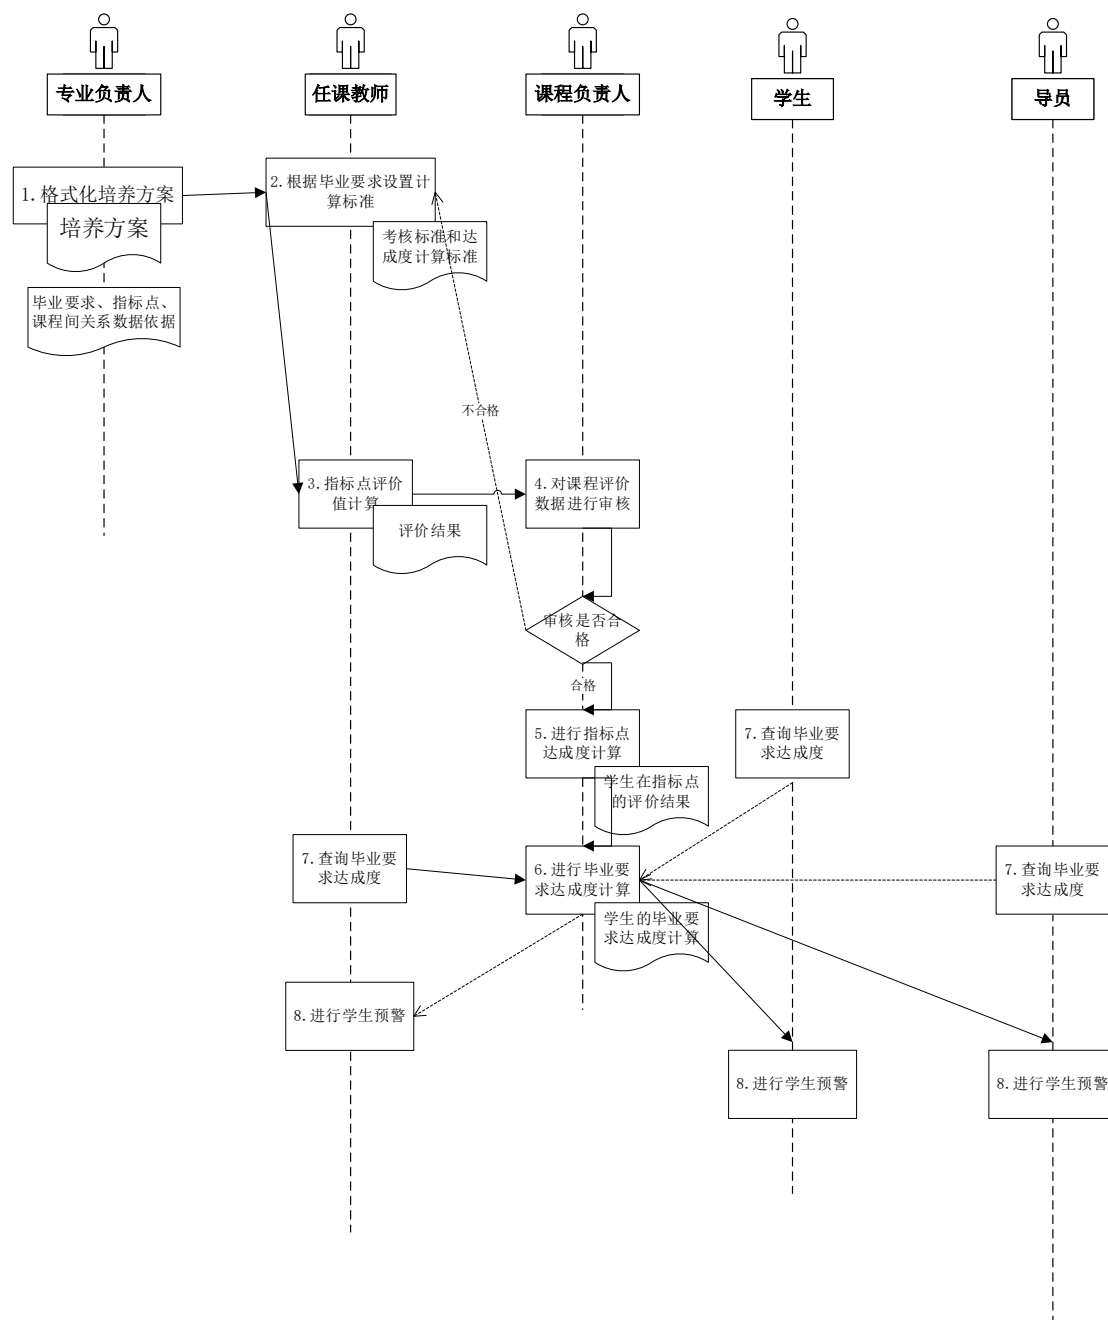 专业负责人
任课教师
课程负责人
学生
导员
1.格式化培养方案
培养方案
毕业要求、指标点、
课程间关系数据依据
2.根据毕业要求设置计
算标准
考核标准和达
成度计算标准
不合格
3.指标点评价
值计算
评价结果
4.对课程评价
数据进行审核
审核是否合
格
合格
5.进行指标点
达成度计算
学生在指标点
的评价结果
7.查询毕业要
求达成度
7.查询毕业要
求达成度
6.进行毕业要
求达成度计算
学生的毕业要
求达成度计算
7.查询毕业要
求达成度
8.进行学生预警
8.进行学生预警
8.进行学生预警